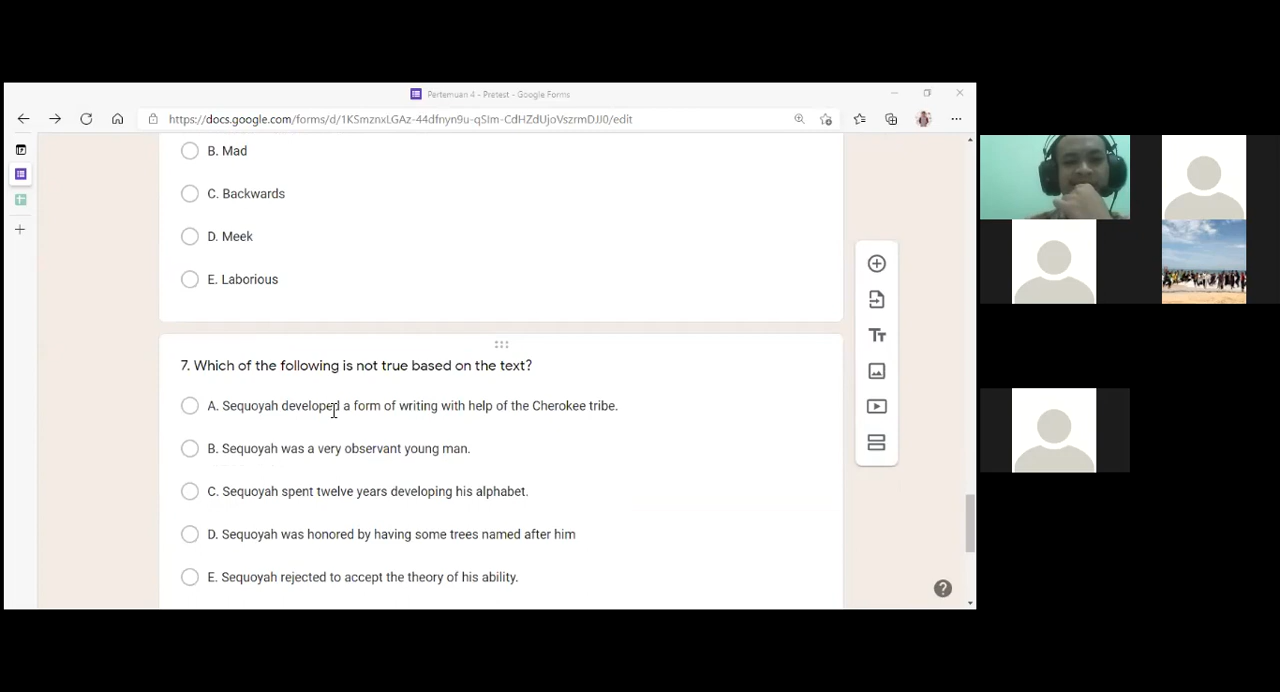 Pertemuan 4 - Pretest - Google Forms
https://docs.google.com/forms/d/1KSmznxLGAz-44dfnyn9u-qSIm-CdHZdUjoVszrmDJJ0/edit
B. Mad
C. Backwards
D. Meek
E. Laborious
7. Which of the following is not true based on the text?
A. Sequoyah developed a form of writing with help of the Cherokee tribe.
B. Sequoyah was a very observant young man.
C. Sequoyah spent twelve years developing his alphabet.
D. Sequoyah was honored by having some trees named after him
E. Sequoyah rejected to accept the theory of his ability.